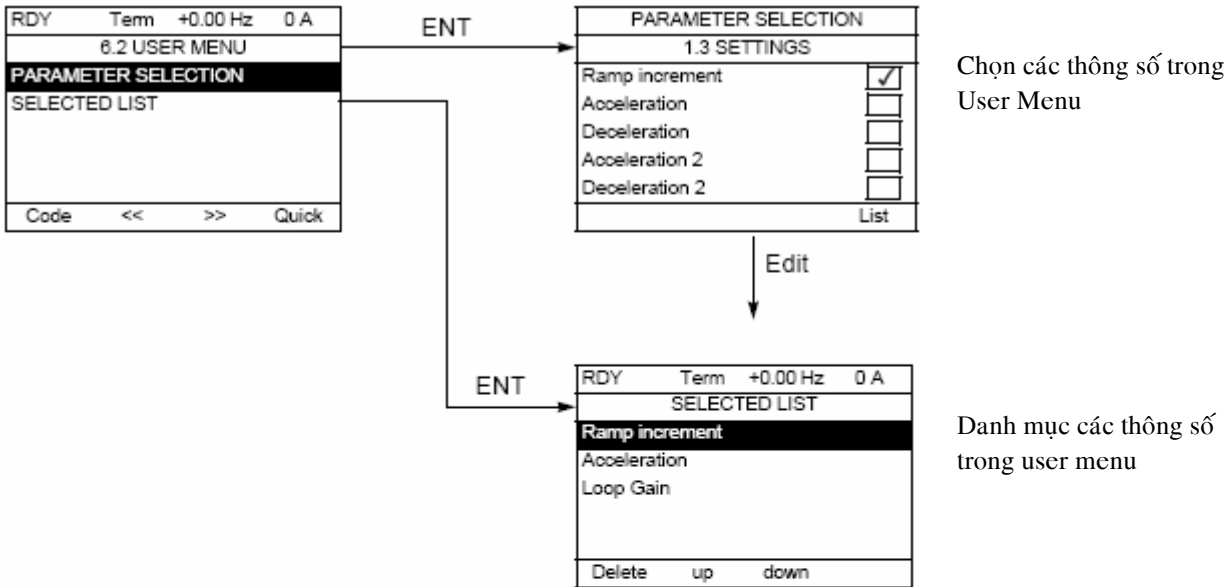 RDY Term +0.00 Hz 0 A
6.2 USER MENU
PARAMETER SELECTION
SELECTED LIST
Code << >> Quick
ENT
PARAMETER SELECTION
1.3 SETTINGS
Ramp increment ✓
Acceleration
Deceleration
Acceleration 2
Deceleration 2
List
Chọn các thông số trong
User Menu
Edit
ENT
RDY Term +0.00 Hz 0 A
SELECTED LIST
Ramp increment
Acceleration
Loop Gain
Delete up down
Danh mục các thông số
trong user menu